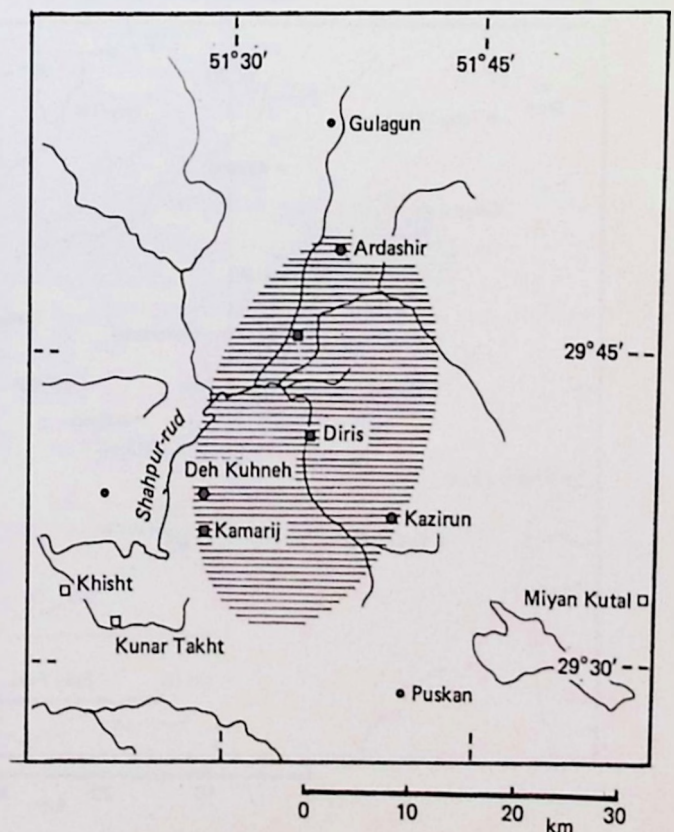 51°30′
51°45′
Gulagun
Ardashir
29°45′
Diris
Shahpur-rud
Deh Kuhneh
Kazirun
Kamarij
Khisht
Miyan Kutal
Kunar Takht
29°30′
Puskan
0 10 20 30
km